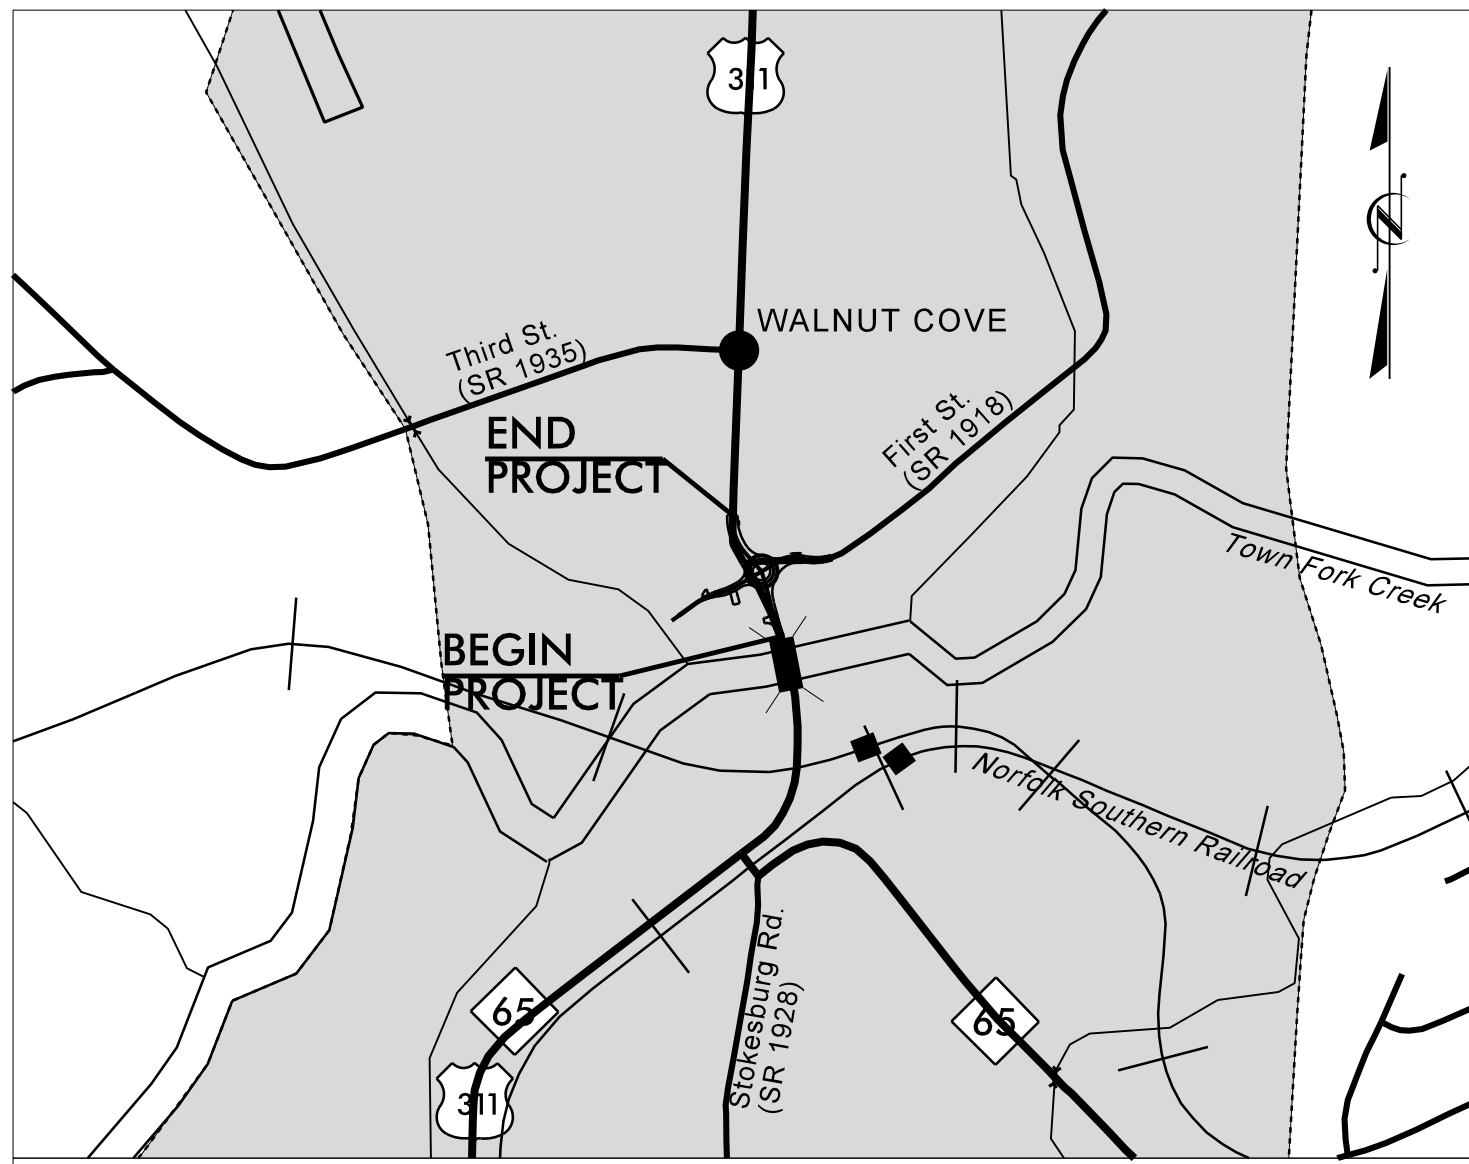 311
WALNUT COVE
Third St.
(SR 1935)
First St.
(SR 1918)
END
PROJECT
Town Fork Creek
BEGIN
PROJECT
Norfolk Southern Railroad
Stokesburg Rd.
(SR 1928)
65
65
311
N